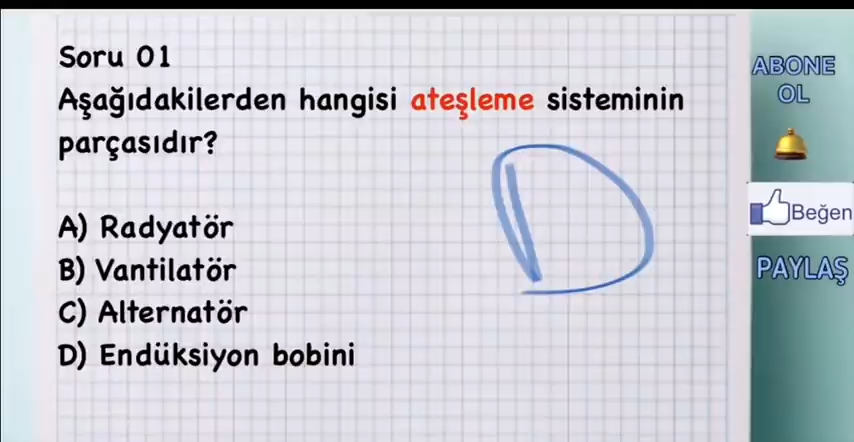 Soru 01
Aşağıdakilerden hangisi ateşleme sisteminin
parçasıdır?
A) Radyatör
B) Vantilatör
C) Alternatör
D) Endüksiyon bobini
D
ABONE
OL
Beğen
PAYLAŞ